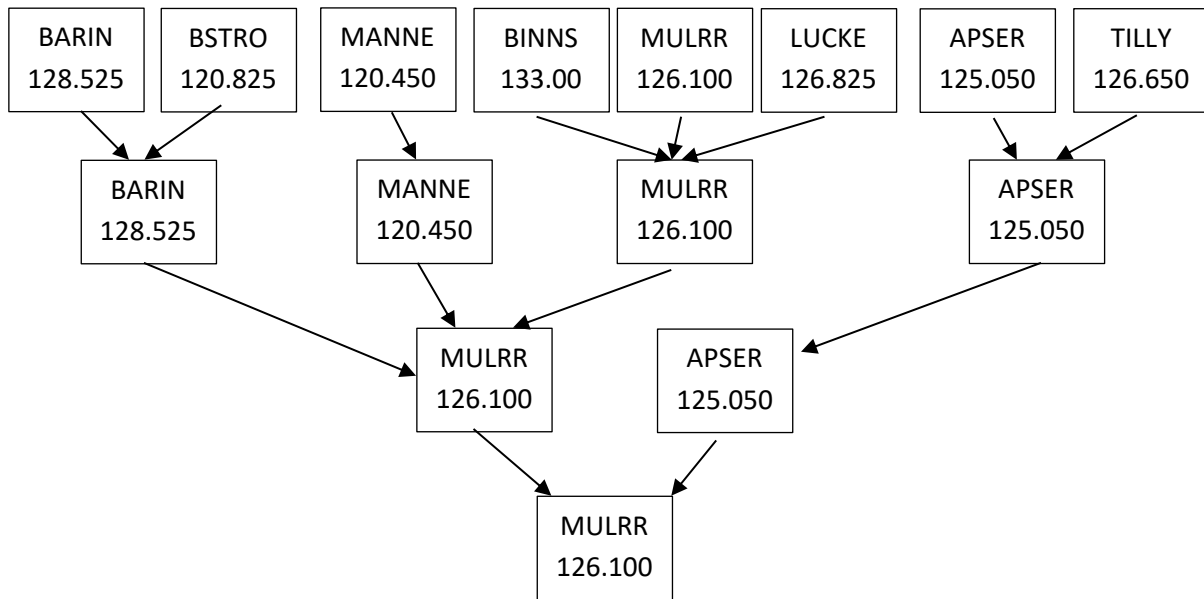 BARIN
128.525
BSTRO
120.825
MANNE
120.450
BINNS
133.00
MULRR
126.100
LUCKE
126.825
APSER
125.050
TILLY
126.650
BARIN
128.525
MANNE
120.450
MULRR
126.100
APSER
125.050
MULRR
126.100
APSER
125.050
MULRR
126.100